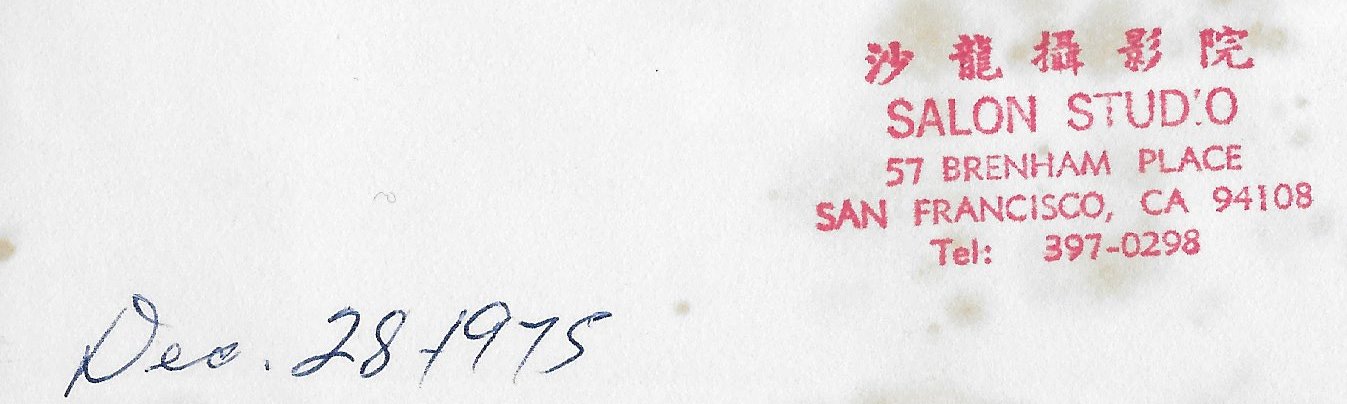 沙龍攝影院
SALON STUDIO
57 BRENHAM PLACE
SAN FRANCISCO, CA 94108
Tel: 397-0298
Dec. 28-1975